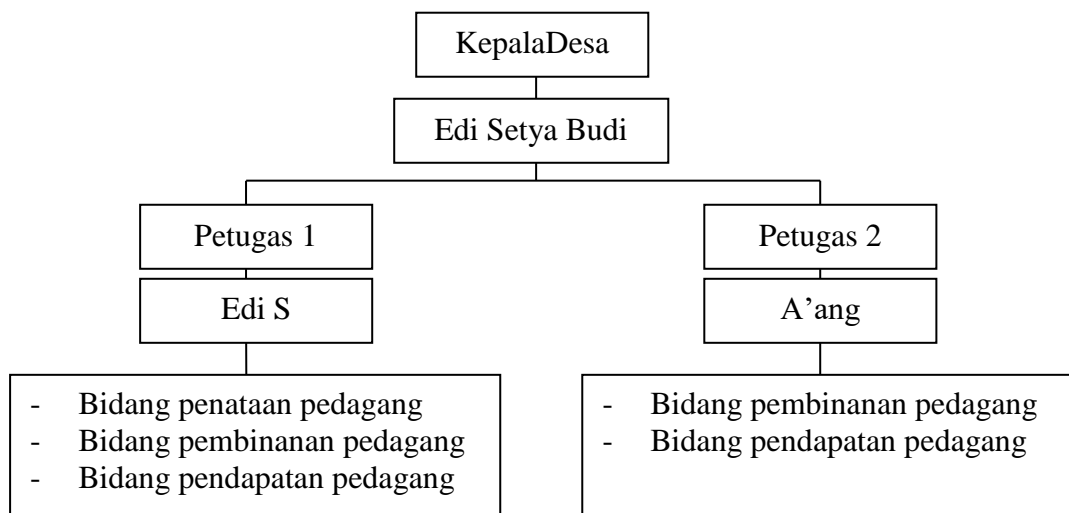 KepalaDesa
Edi Setya Budi
Petugas 1
Petugas 2
Edi S
A’ang
- Bidang penataan pedagang
- Bidang pembinanan pedagang
- Bidang pendapatan pedagang
- Bidang pembinanan pedagang
- Bidang pendapatan pedagang